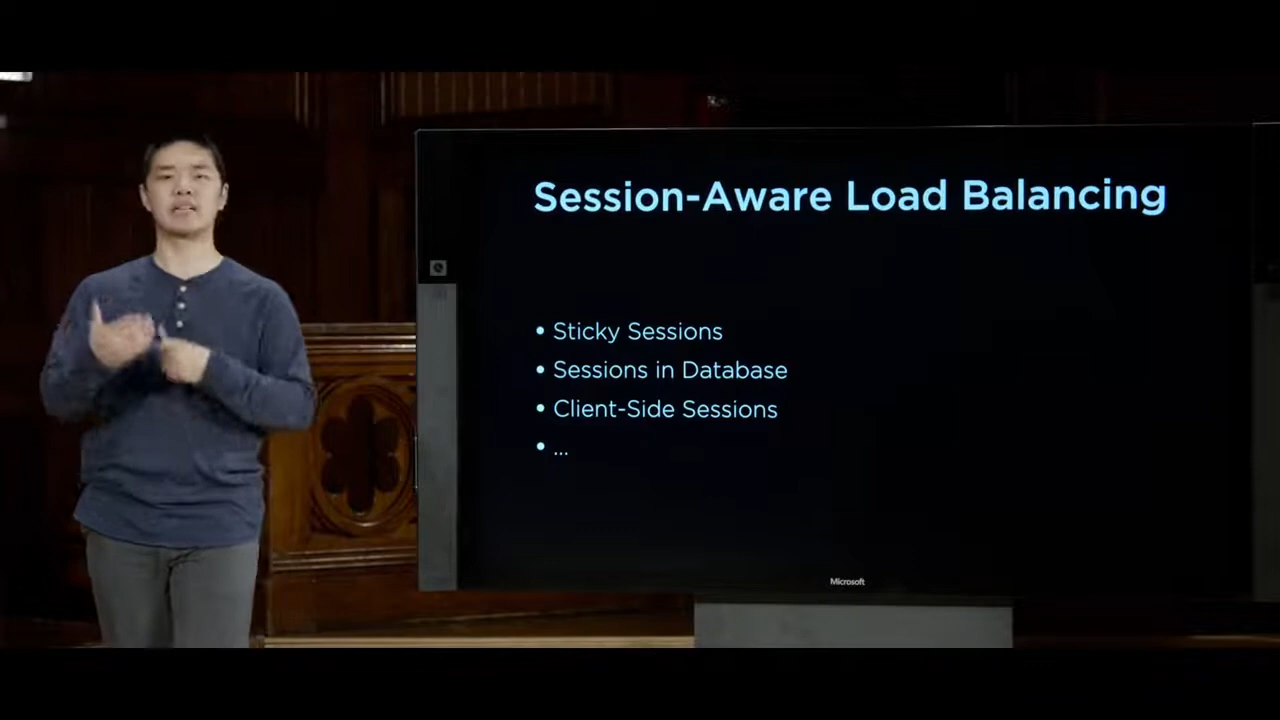 Session-Aware Load Balancing
• Sticky Sessions
• Sessions in Database
• Client-Side Sessions
• ...
Microsoft